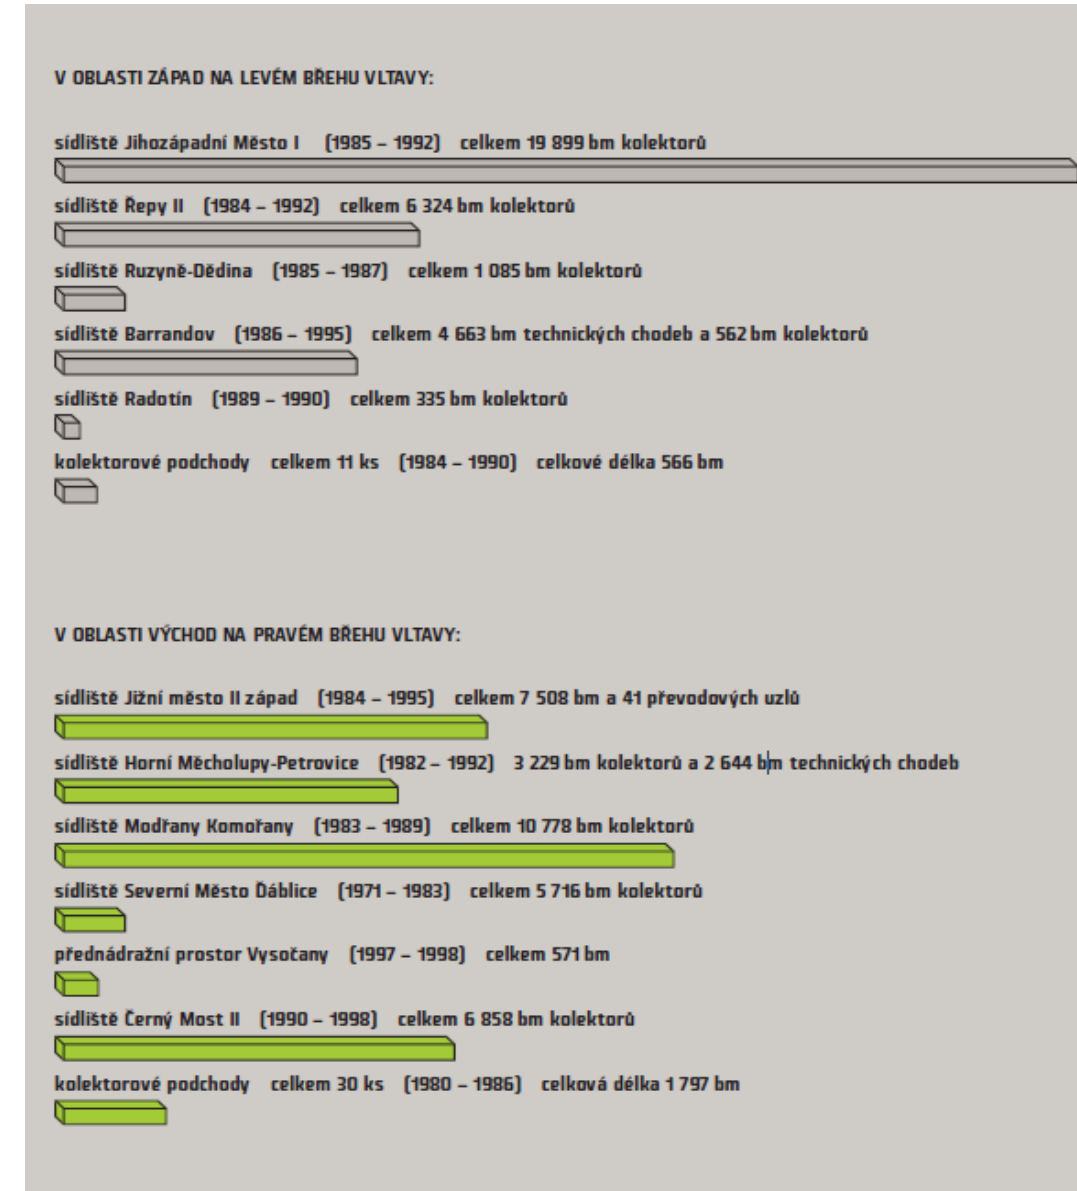 V OBLASTI ZÁPAD NA LEVÉM BŘEHU VLTAVY:
sídliště Jihozápadní Město I (1985 – 1992) celkem 19 899 bm kolektorů
sídliště Řepy II (1984 – 1992) celkem 6 324 bm kolektorů
sídliště Ruzyně-Dědina (1985 – 1987) celkem 1 085 bm kolektorů
sídliště Barrandov (1986 – 1995) celkem 4 663 bm technických chodeb a 562 bm kolektorů
sídliště Radotín (1989 – 1990) celkem 335 bm kolektorů
kolektorové podchody celkem 11 ks (1984 – 1990) celkové délka 566 bm
V OBLASTI VÝCHOD NA PRAVÉM BŘEHU VLTAVY:
sídliště Jižní město II západ (1984 – 1995) celkem 7 508 bm a 41 převodových uzlů
sídliště Horní Měcholupy-Petrovice (1982 – 1992) 3 229 bm kolektorů a 2 644 bm technických chodeb
sídliště Modřany Komořany (1983 – 1989) celkem 10 778 bm kolektorů
sídliště Severní Město Ďáblice (1971 – 1983) celkem 5 716 bm kolektorů
přednádražní prostor Vysočany (1997 – 1998) celkem 571 bm
sídliště Černý Most II (1990 – 1998) celkem 6 858 bm kolektorů
kolektorové podchody celkem 30 ks (1980 – 1986) celková délka 1 797 bm